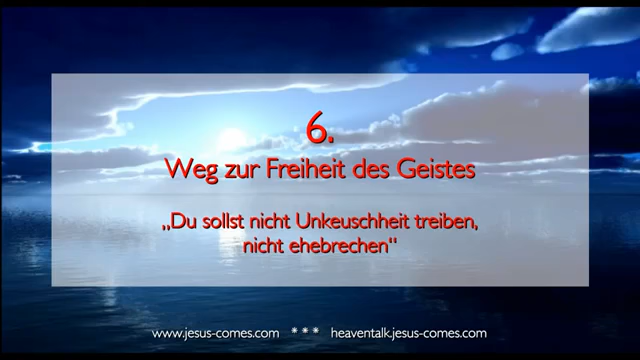 6.
Weg zur Freiheit des Geistes
„Du sollst nicht Unkeuschheit treiben,
nicht ehebrechen“
www.jesus-comes.com *** heaventalk.jesus-comes.com